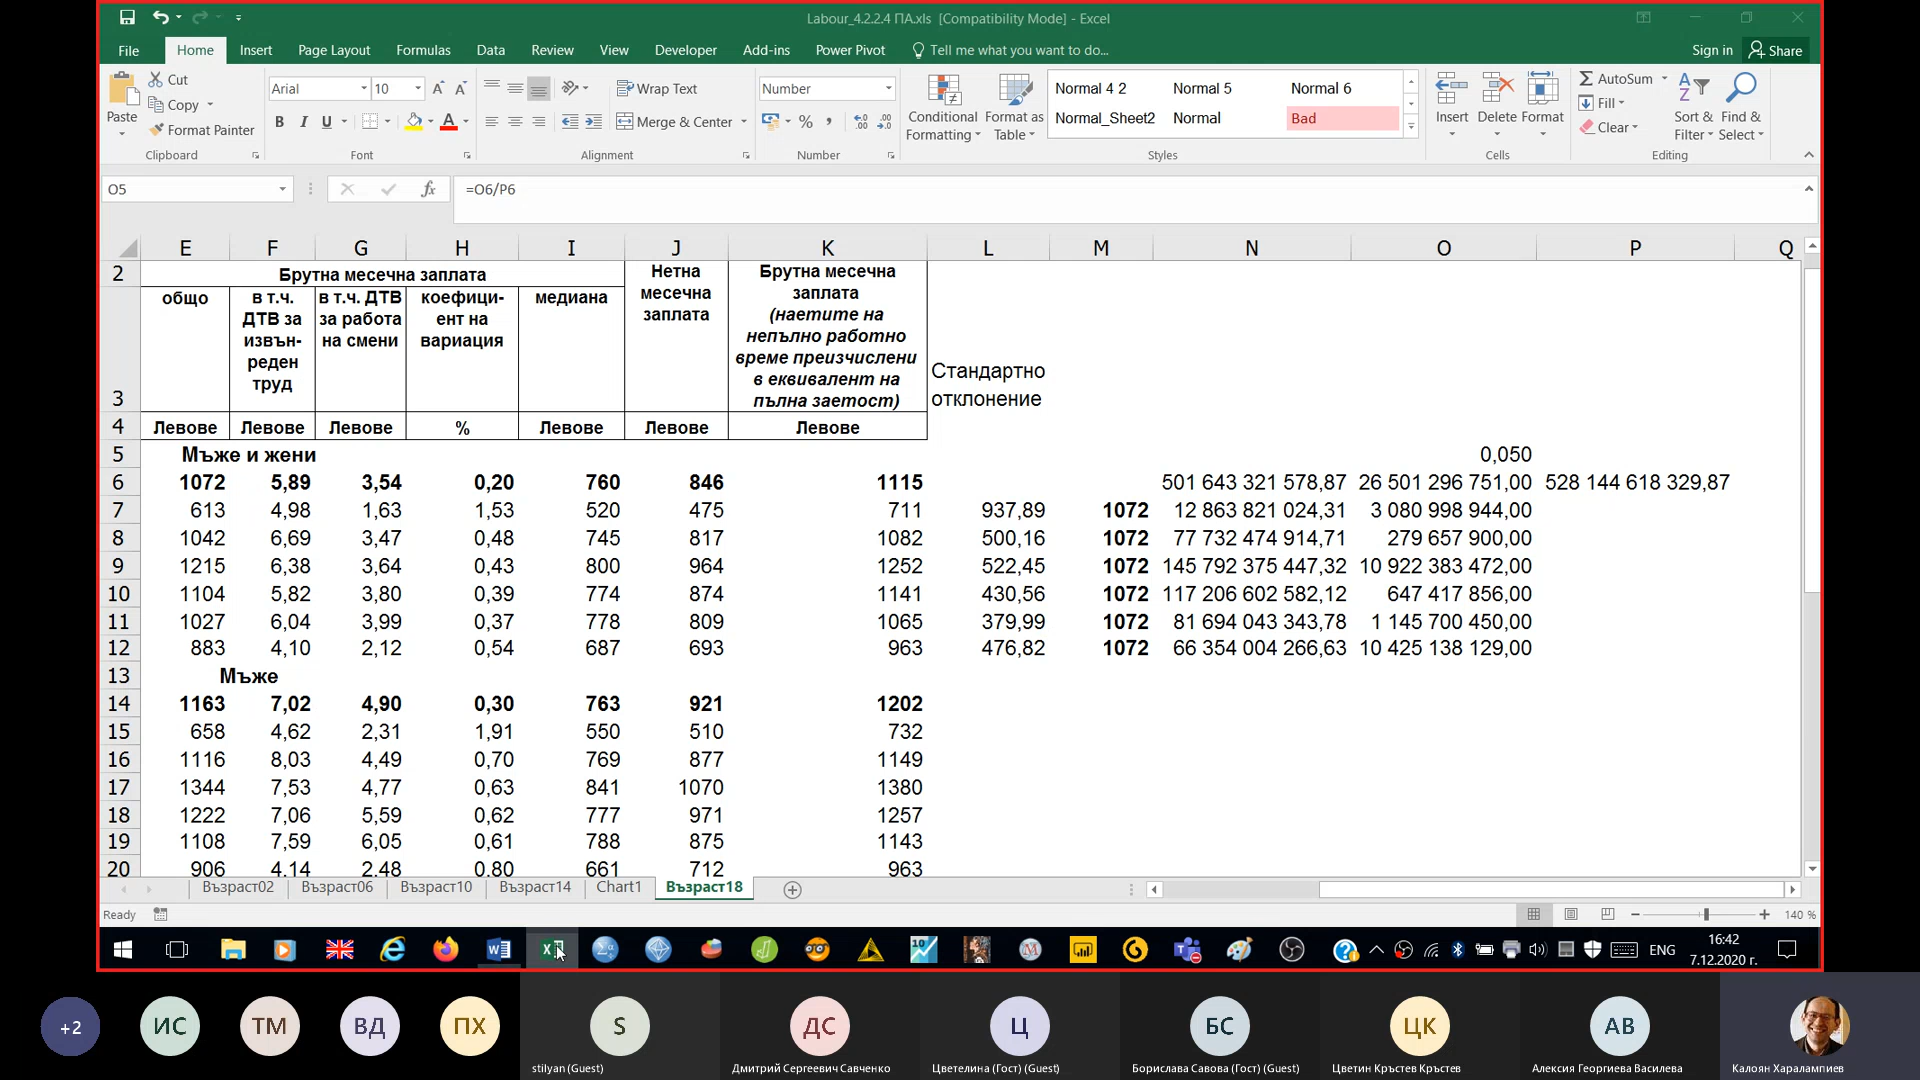 Labour_4.2.2.4 ПА.xls [Compatibility Mode] - Excel
File Home Insert Page Layout Formulas Data Review View Developer Add-ins Power Pivot Tell me what you want to do... Sign in Share
Paste Cut Copy Format Painter Clipboard
Arial 10 B I U Font
Wrap Text Merge & Center Alignment
Number % Number
Conditional Formatting Format as Table
Normal 4 2 Normal 5 Normal 6
Normal_Sheet2 Normal Bad
Styles
Insert Delete Format Cells
AutoSum Fill Clear Sort & Filter Find & Select Editing
O5 fx =O6/P6
E F G H I J K L M N O P Q
2 Брутна месечна заплата Нетна месечна заплата Брутна месечна заплата (наетите на непълно работно време преизчислени в еквивалент на пълна заетост)
3 общо в т.ч. ДТВ за извън-реден труд в т.ч. ДТВ за работа на смени коефици-ент на вариация медиана Стандартно отклонение
4 Левове Левове Левове % Левове Левове Левове
5 Мъже и жени 0,050
6 1072 5,89 3,54 0,20 760 846 1115 501 643 321 578,87 26 501 296 751,00 528 144 618 329,87
7 613 4,98 1,63 1,53 520 475 711 937,89 1072 12 863 821 024,31 3 080 998 944,00
8 1042 6,69 3,47 0,48 745 817 1082 500,16 1072 77 732 474 914,71 279 657 900,00
9 1215 6,38 3,64 0,43 800 964 1252 522,45 1072 145 792 375 447,32 10 922 383 472,00
10 1104 5,82 3,80 0,39 774 874 1141 430,56 1072 117 206 602 582,12 647 417 856,00
11 1027 6,04 3,99 0,37 778 809 1065 379,99 1072 81 694 043 343,78 1 145 700 450,00
12 883 4,10 2,12 0,54 687 693 963 476,82 1072 66 354 004 266,63 10 425 138 129,00
13 Мъже
14 1163 7,02 4,90 0,30 763 921 1202
15 658 4,62 2,31 1,91 550 510 732
16 1116 8,03 4,49 0,70 769 877 1149
17 1344 7,53 4,77 0,63 841 1070 1380
18 1222 7,06 5,59 0,62 777 971 1257
19 1108 7,59 6,05 0,61 788 875 1143
20 906 4,14 2,48 0,80 661 712 963
Възраст02 Възраст06 Възраст10 Възраст14 Chart1 Възраст18
Ready 140 %
ENG 16:42
7.12.2020 г.
+2 ИС ТМ ВД ПХ S ДС Ц БС ЦК АВ
stilyan (Guest) Дмитрий Сергеевич Савченко Цветелина (Гост) (Guest) Борислава Савова (Гост) (Guest) Цветин Кръстев Кръстев Алексия Георгиева Василева Калоян Харалампиев